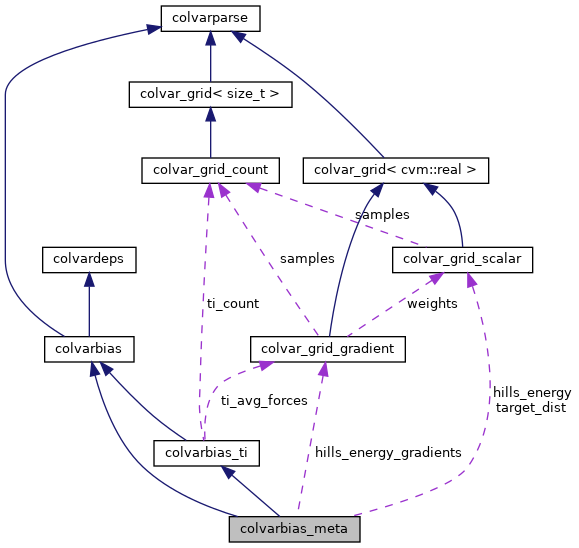 colvarparse
colvar_grid< size_t >
colvar_grid_count
colvar_grid< cvm::real >
samples
colvardeps
samples
colvar_grid_scalar
ti_count
weights
colvarbias
colvar_grid_gradient
ti_avg_forces
hills_energy
target_dist
colvarbias_ti
hills_energy_gradients
colvarbias_meta